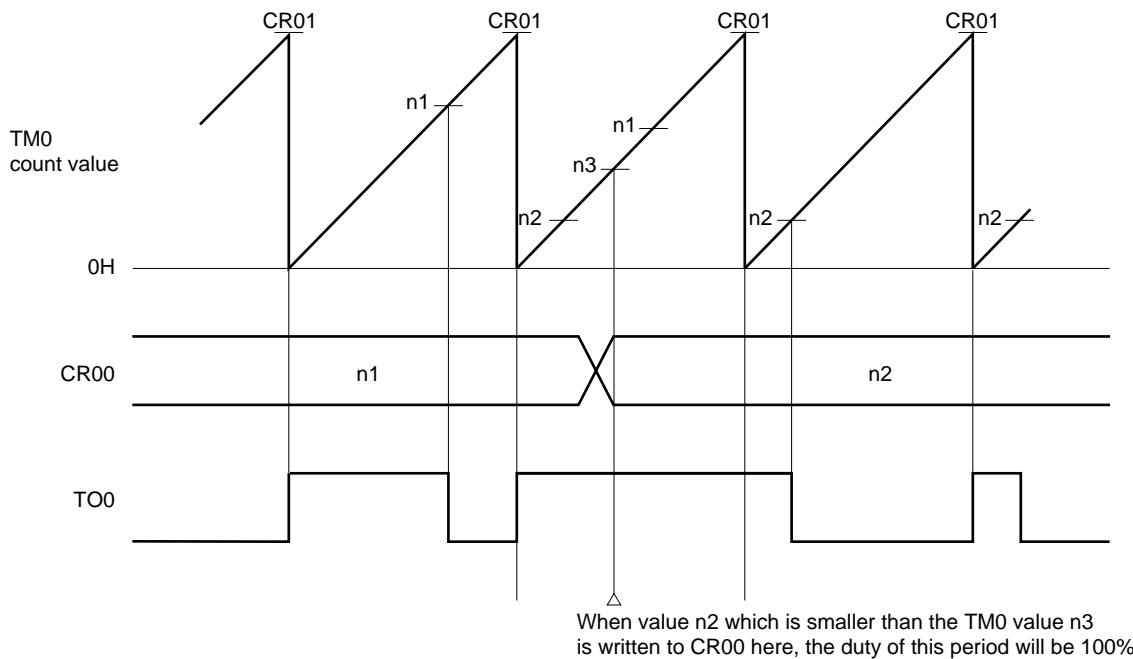 CR01 CR01 CR01 CR01
n1
n1
TM0
count value
n3
n2 n2 n2
0H
CR00 n1 n2
TO0
When value n2 which is smaller than the TM0 value n3
is written to CR00 here, the duty of this period will be 100%